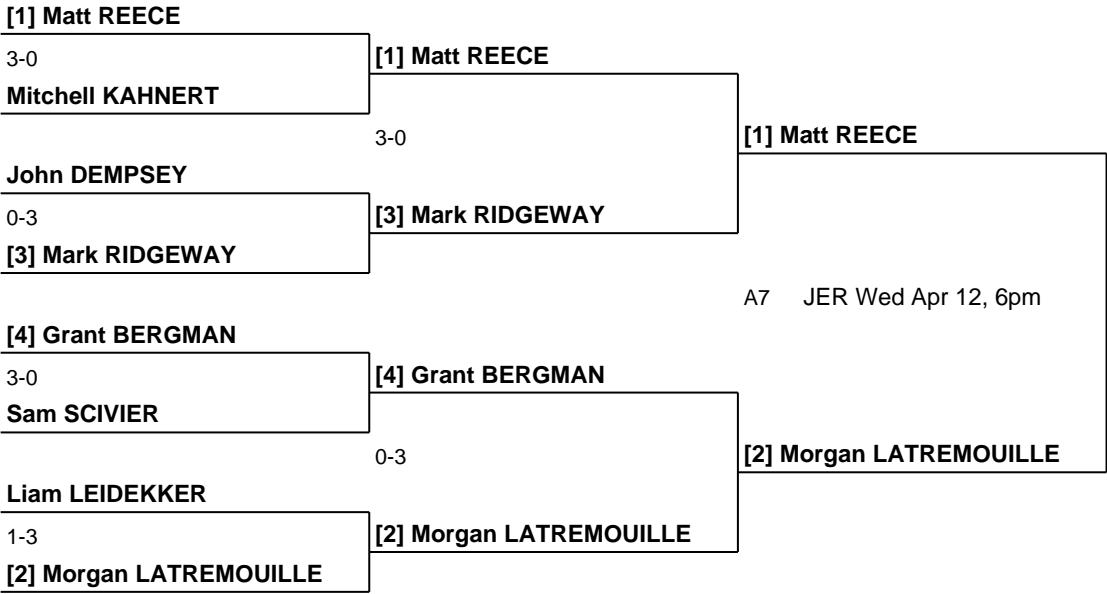 [1] Matt REECE
3-0
[1] Matt REECE
Mitchell KAHNERT
3-0
[1] Matt REECE
John DEMPSEY
0-3
[3] Mark RIDGEWAY
[3] Mark RIDGEWAY
A7 JER Wed Apr 12, 6pm
[4] Grant BERGMAN
3-0
[4] Grant BERGMAN
Sam SCIVIER
0-3
[2] Morgan LATREMOUILLE
Liam LEIDEKKER
1-3
[2] Morgan LATREMOUILLE
[2] Morgan LATREMOUILLE